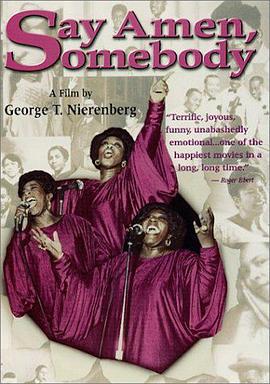 Say Amen,
Somebody
A Film by
George T. Nierenberg
"Terrific, joyous,
funny, unabashedly
emotional...one of the
happiest movies in a
long, long time."
— Roger Ebert